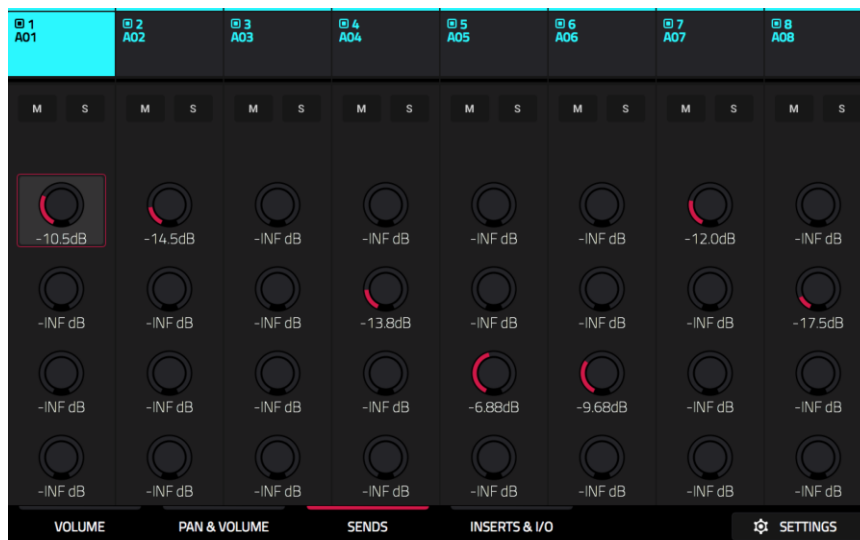 1 2 3 4 5 6 7 8
A01 A02 A03 A04 A05 A06 A07 A08
M S M S M S M S M S M S M S M S
-10.5dB -14.5dB -INF dB -INF dB -INF dB -INF dB -12.0dB -INF dB
-INF dB -INF dB -INF dB -13.8dB -INF dB -INF dB -INF dB -17.5dB
-INF dB -INF dB -INF dB -INF dB -6.88dB -9.68dB -INF dB -INF dB
-INF dB -INF dB -INF dB -INF dB -INF dB -INF dB -INF dB -INF dB
VOLUME PAN & VOLUME SENDS INSERTS & I/O SETTINGS